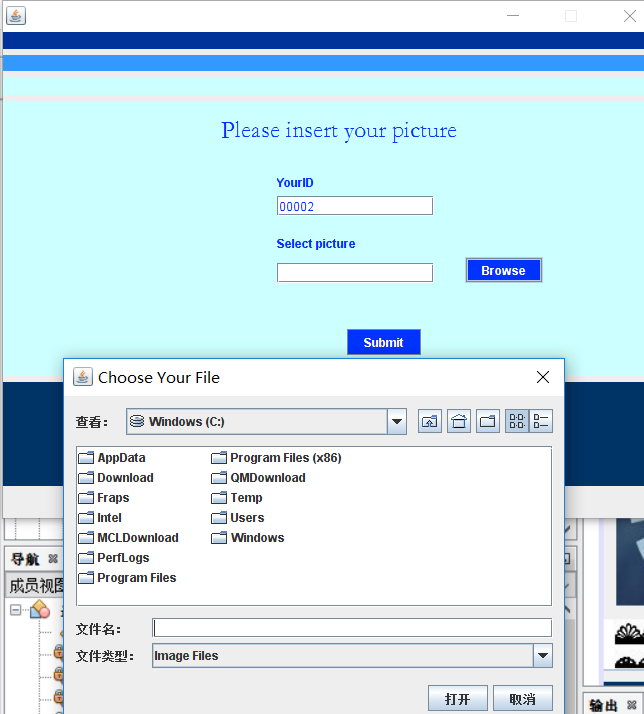 Please insert your picture
YourID
00002
Select picture
Browse
Submit
Choose Your File
查看： Windows (C:)
AppData Program Files (x86)
Download QMDownload
Fraps Temp
Intel Users
MCLDownload Windows
PerfLogs
Program Files
文件名：
文件类型： Image Files
打开 取消
导航
成员视图
输出